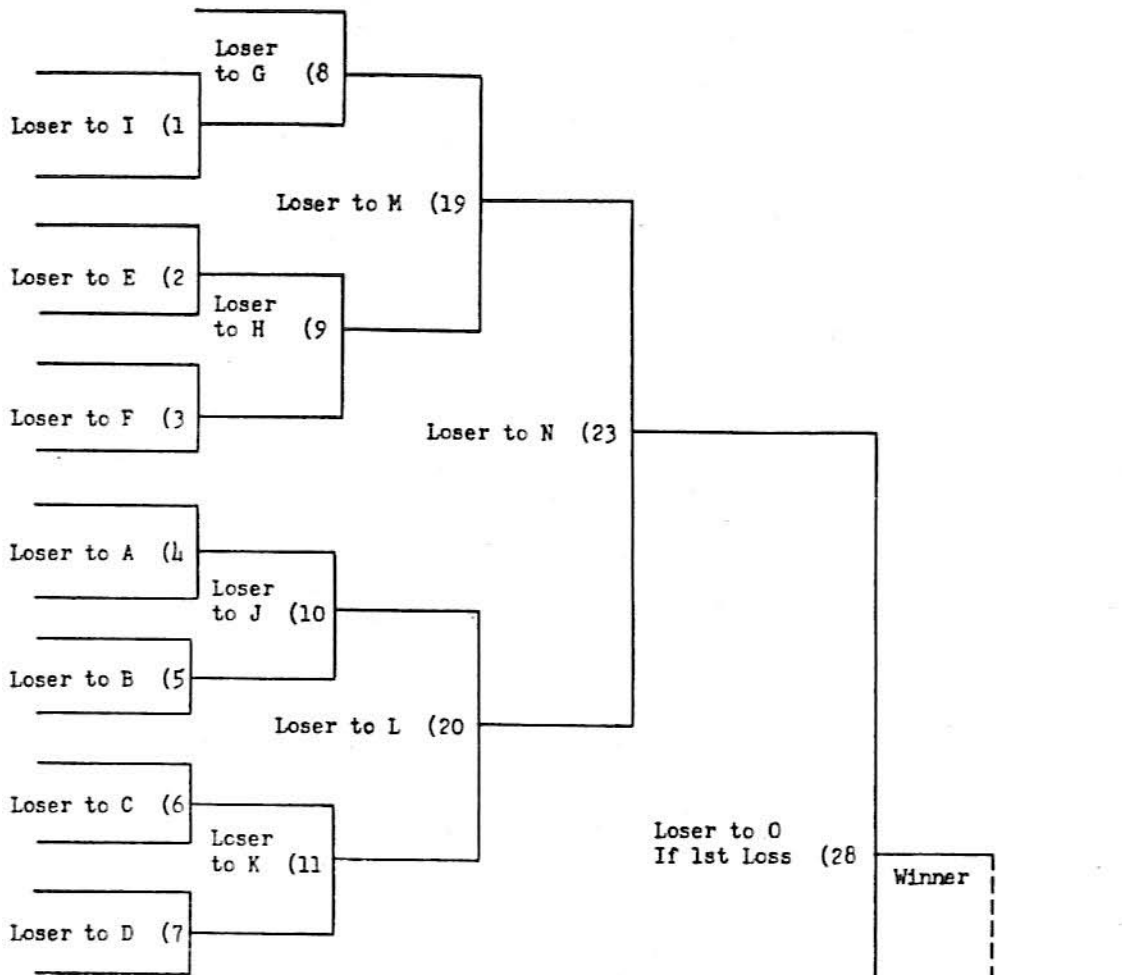 Loser
to G (8
Loser to I (1
Loser to M (19
Loser to E (2
Loser
to H (9
Loser to F (3
Loser to N (23
Loser to A (4
Loser
to J (10
Loser to B (5
Loser to L (20
Loser to C (6
Loser
to K (11
Loser to O
If 1st Loss (28
Winner
Loser to D (7